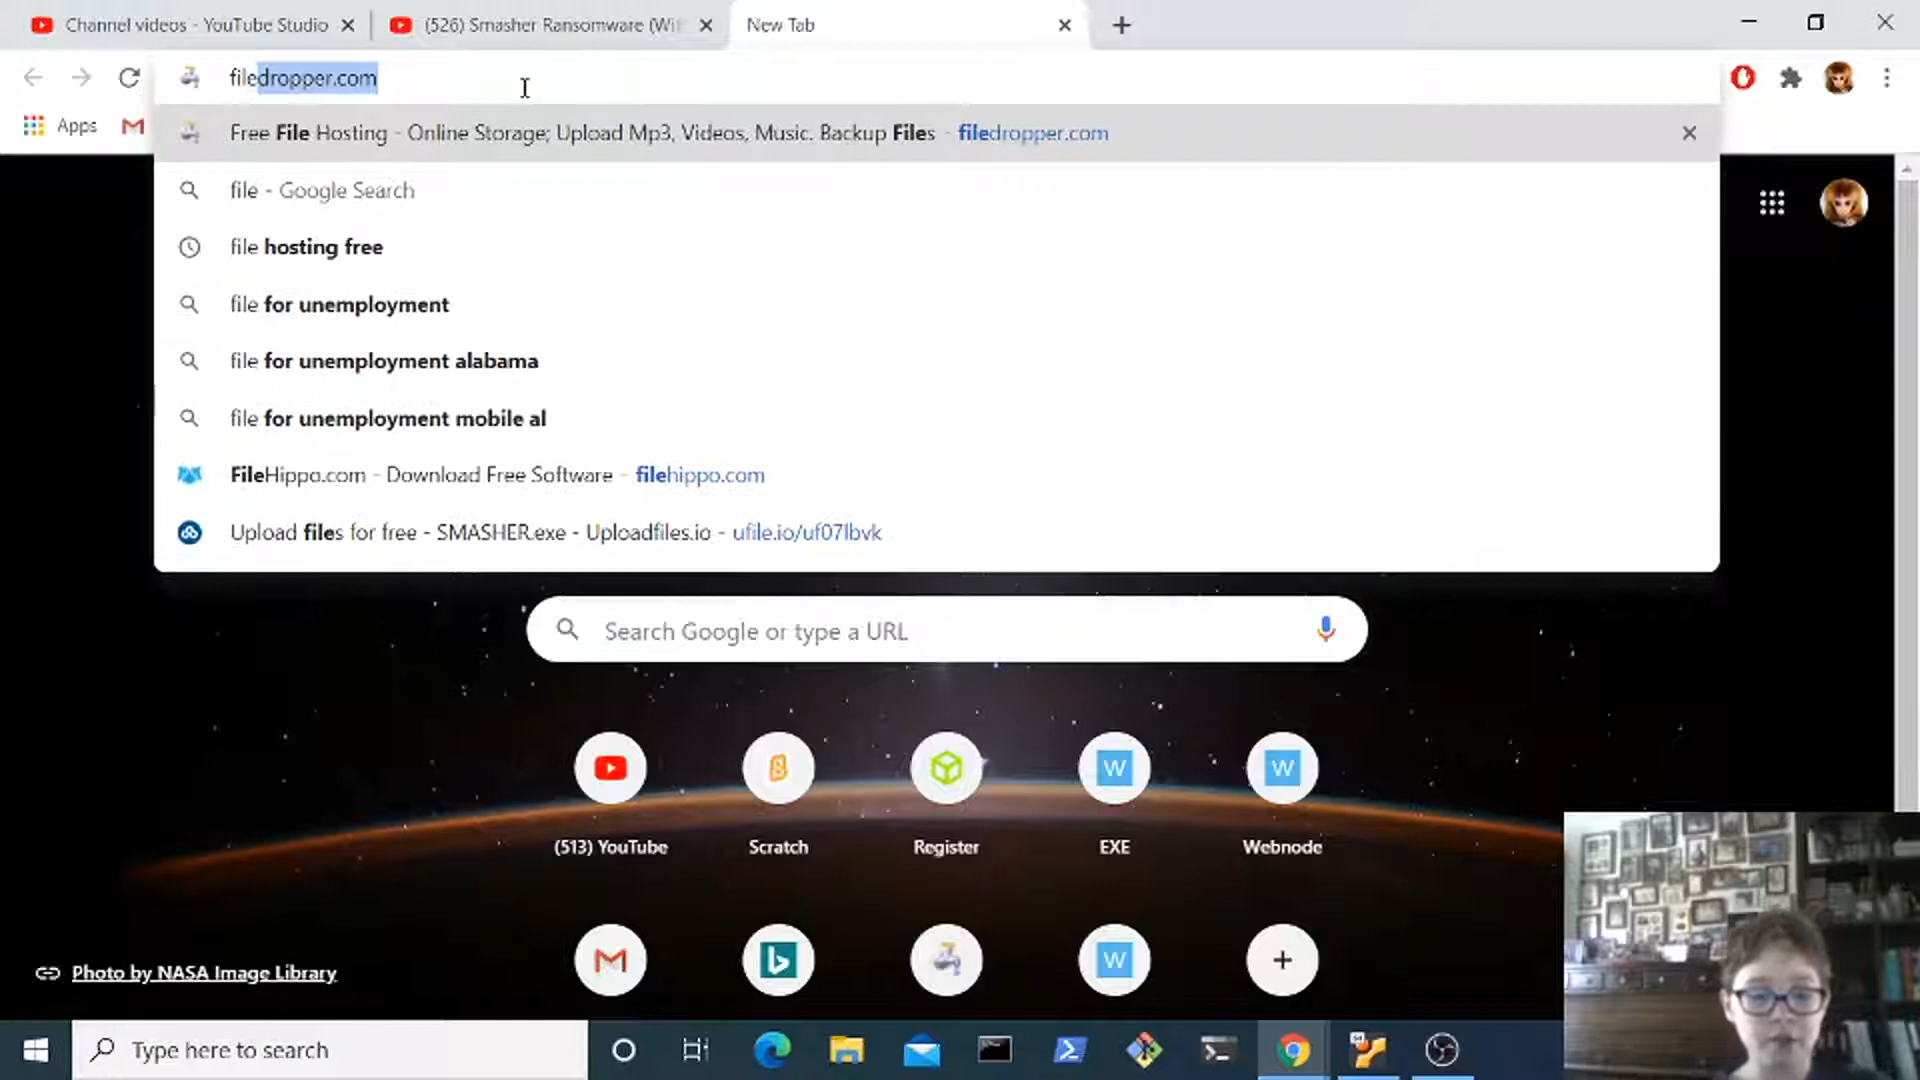 Channel videos - YouTube Studio
(526) Smasher Ransomware (Wit
New Tab
filedropper.com
Apps
Free File Hosting - Online Storage; Upload Mp3, Videos, Music. Backup Files - filedropper.com
file - Google Search
file hosting free
file for unemployment
file for unemployment alabama
file for unemployment mobile al
FileHippo.com - Download Free Software - filehippo.com
Upload files for free - SMASHER.exe - Uploadfiles.io - ufile.io/uf07lbvk
Search Google or type a URL
W
W
(513) YouTube
Scratch
Register
EXE
Webnode
W
Photo by NASA Image Library
Type here to search